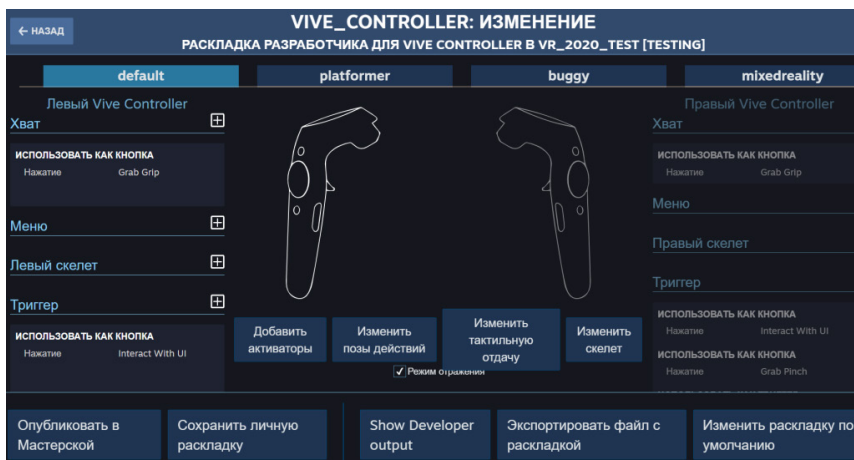 ← НАЗАД
VIVE_CONTROLLER: ИЗМЕНЕНИЕ
РАСКЛАДКА РАЗРАБОТЧИКА ДЛЯ VIVE CONTROLLER В VR_2020_TEST [TESTING]
default
platformer
buggy
mixedreality
Левый Vive Controller
Хват
ИСПОЛЬЗОВАТЬ КАК КНОПКА
Нажатие Grab Grip
Меню
Левый скелет
Триггер
ИСПОЛЬЗОВАТЬ КАК КНОПКА
Нажатие Interact With UI
Добавить
активаторы
Изменить
позы действий
Изменить
тактильную
отдачу
Изменить
скелет
Режим отражения
Правый Vive Controller
Хват
ИСПОЛЬЗОВАТЬ КАК КНОПКА
Нажатие Grab Grip
Меню
Правый скелет
Триггер
ИСПОЛЬЗОВАТЬ КАК КНОПКА
Нажатие Interact With UI
ИСПОЛЬЗОВАТЬ КАК КНОПКА
Нажатие Grab Pinch
Опубликовать в
Мастерской
Сохранить личную
раскладку
Show Developer
output
Экспортировать файл с
раскладкой
Изменить раскладку по
умолчанию